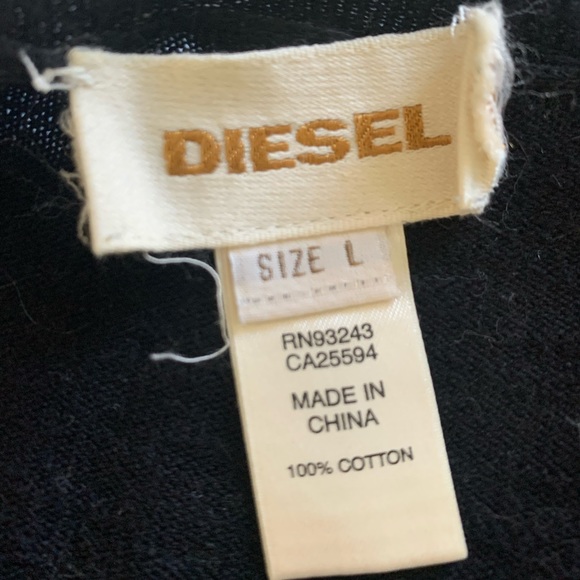 DIESEL
SIZE L
RN93243
CA25594
MADE IN
CHINA
100% COTTON